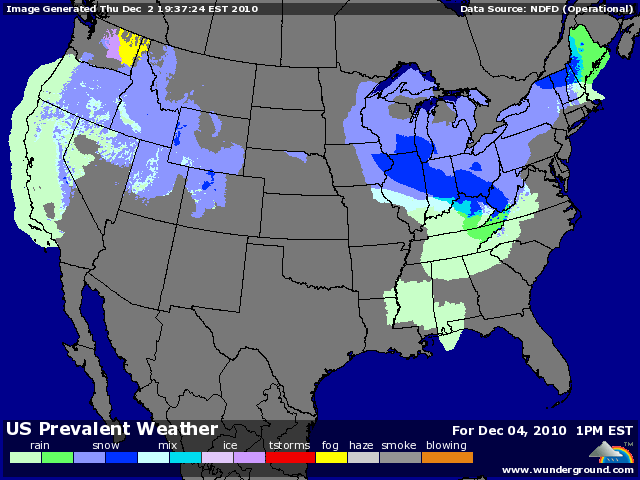 Image Generated Thu Dec 2 19:37:24 EST 2010
Data Source: NDFD (Operational)
US Prevalent Weather
For Dec 04, 2010 1PM EST
rain snow mix ice tstorms fog haze smoke blowing
www.wunderground.com